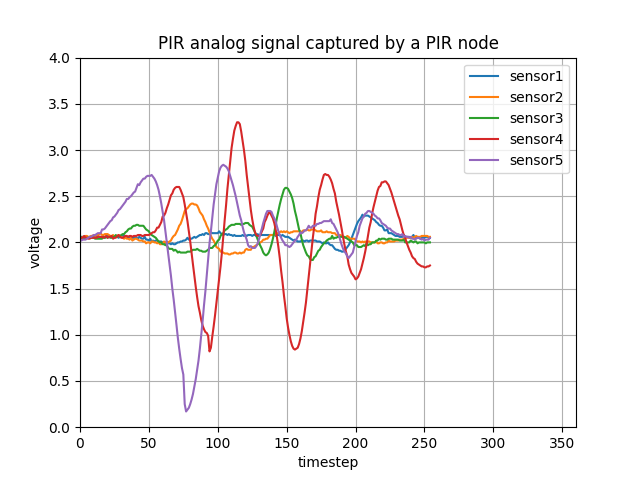 PIR analog signal captured by a PIR node
4.0
3.5
3.0
2.5
2.0
1.5
1.0
0.5
0.0
voltage
sensor1
sensor2
sensor3
sensor4
sensor5
0 50 100 150 200 250 300 350
timestep